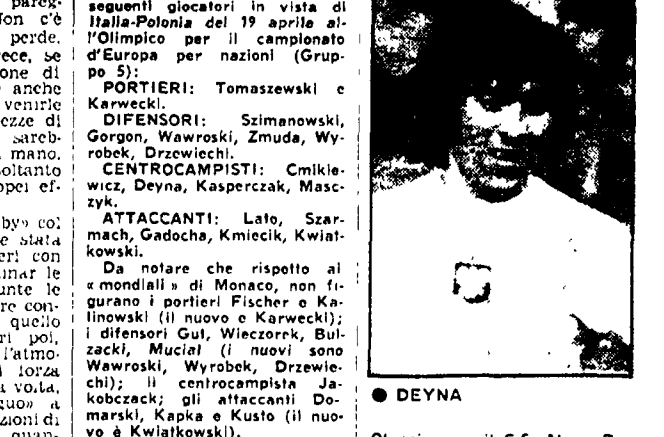 pareg-
Non c'è
perde.
ece, se
one di
anche
venirle
ezze di
sareb-
mano.
soltanto
opei ef-
by» col
e stata
eri con
inar le
unte le
re con-
quello
ri poi,
l'atmo-
forza
a volta,
guo» a
zioni di
quan-
seguenti giocatori in vista di
Italia-Polonia del 19 aprile al-
l'Olimpico per il campionato
d'Europa per nazioni (Grup-
po 5):
PORTIERI: Tomaszewski e
Karwecki.
DIFENSORI: Szimanowski,
Gorgon, Wawroski, Zmuda, Wy-
robek, Drzewiechi.
CENTROCAMPISTI: Cmikie-
wicz, Deyna, Kasperczak, Masc-
zyk.
ATTACCANTI: Lato, Szar-
mach, Gadocha, Kmiecik, Kwiat-
kowski.
Da notare che rispetto ai
« mondiali » di Monaco, non fi-
gurano i portieri Fischer e Ka-
linowski (il nuovo è Karwecki);
i difensori Gut, Wieczorek, Bul-
zacki, Mucial (i nuovi sono
Wawroski, Wyrobek, Drzewie-
chi); il centrocampista Ja-
kobczack; gli attaccanti Do-
marski, Kapka e Kusto (il nuo-
vo è Kwiatkowski).
● DEYNA